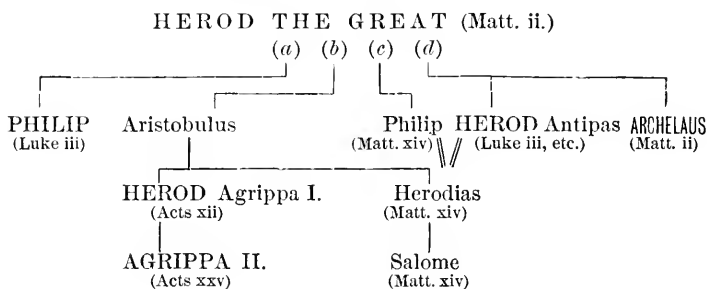 HEROD THE GREAT (Matt. ii.)
(a) (b) (c) (d)
PHILIP Aristobulus Philip HEROD Antipas ARCHELAUS
(Luke iii) (Matt. xiv) (Luke iii, etc.) (Matt. ii)
HEROD Agrippa I. Herodias
(Acts xii) (Matt. xiv)
AGRIPPA II. Salome
(Acts xxv) (Matt. xiv)